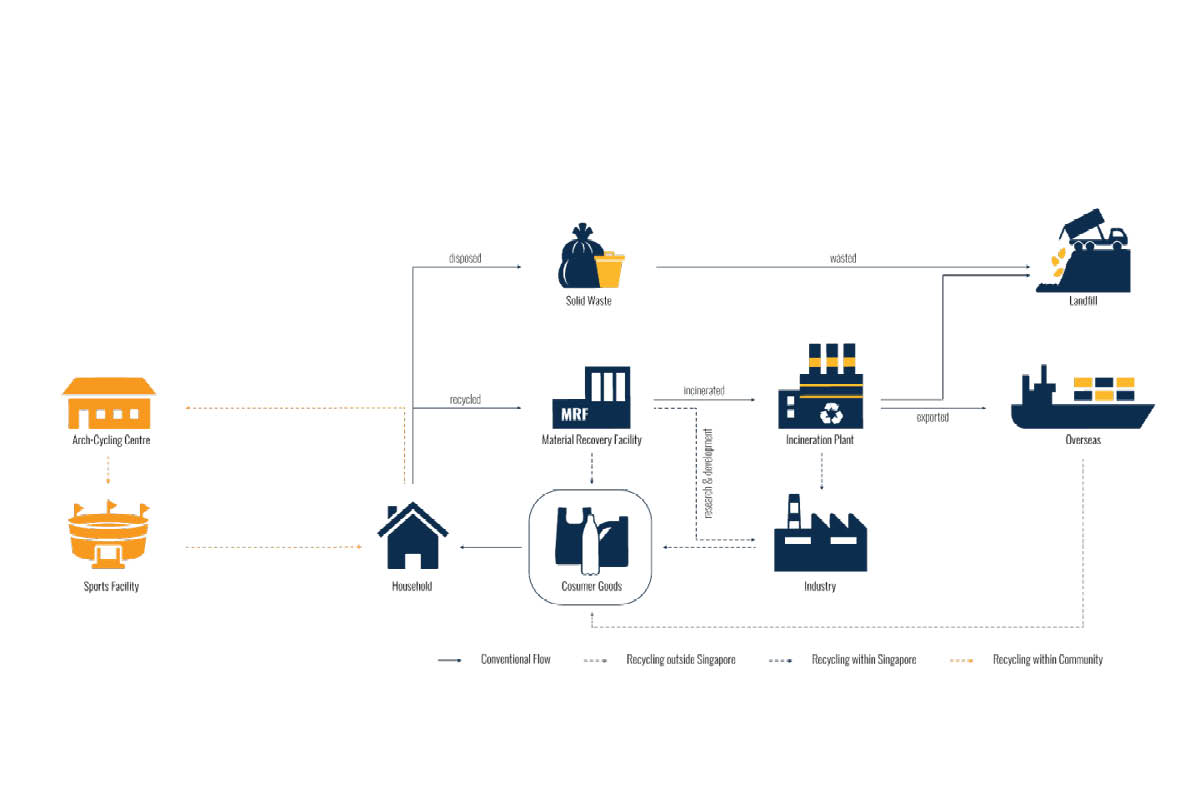 disposed
wasted
Solid Waste
Landfill
recycled
MRF
incinerated
exported
Arch-Cycling Centre
Material Recovery Facility
Incineration Plant
Overseas
research & development
Sports Facility
Household
Cosumer Goods
Industry
Conventional Flow
Recycling outside Singapore
Recycling within Singapore
Recycling within Community